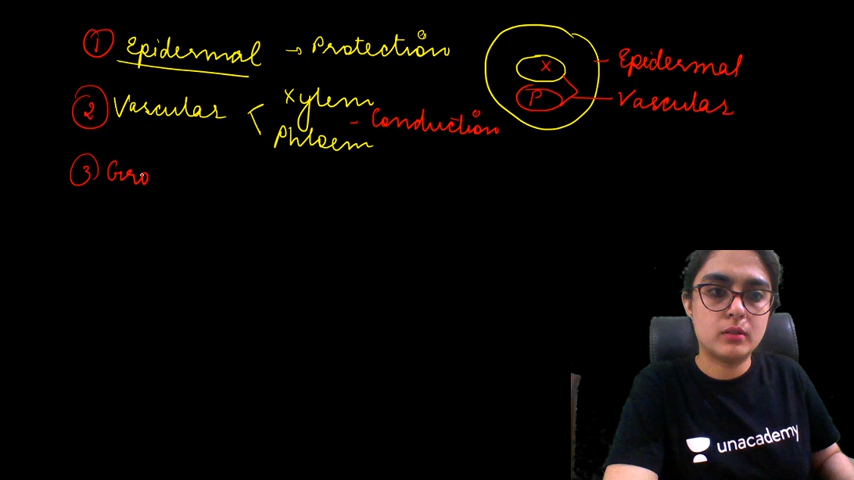 1 Epidermal → Protection
2 Vascular < Xylem
Phloem - Conduction
3 Gro
X
P
Epidermal
Vascular
unacademy